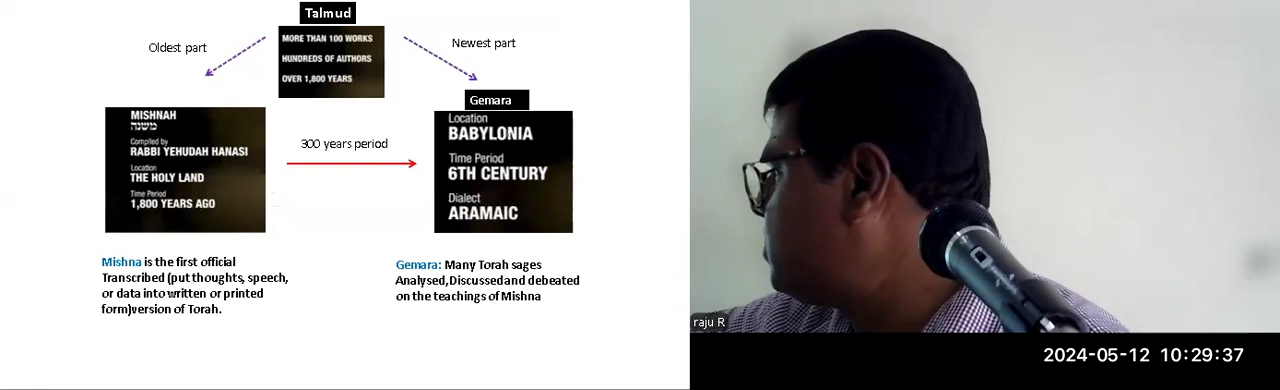 Talmud
MORE THAN 100 WORKS
HUNDREDS OF AUTHORS
OVER 1,800 YEARS
Oldest part
Newest part
MISHNAH
משנה
Compiled by
RABBI YEHUDAH HANASI
Location
THE HOLY LAND
Time Period
1,800 YEARS AGO
300 years period
Gemara
Location
BABYLONIA
Time Period
6TH CENTURY
Dialect
ARAMAIC
Mishna is the first official
Transcribed (put thoughts, speech,
or data into written or printed
form)version of Torah.
Gemara: Many Torah sages
Analysed,Discussedand debeated
on the teachings of Mishna
raju R
2024-05-12 10:29:37